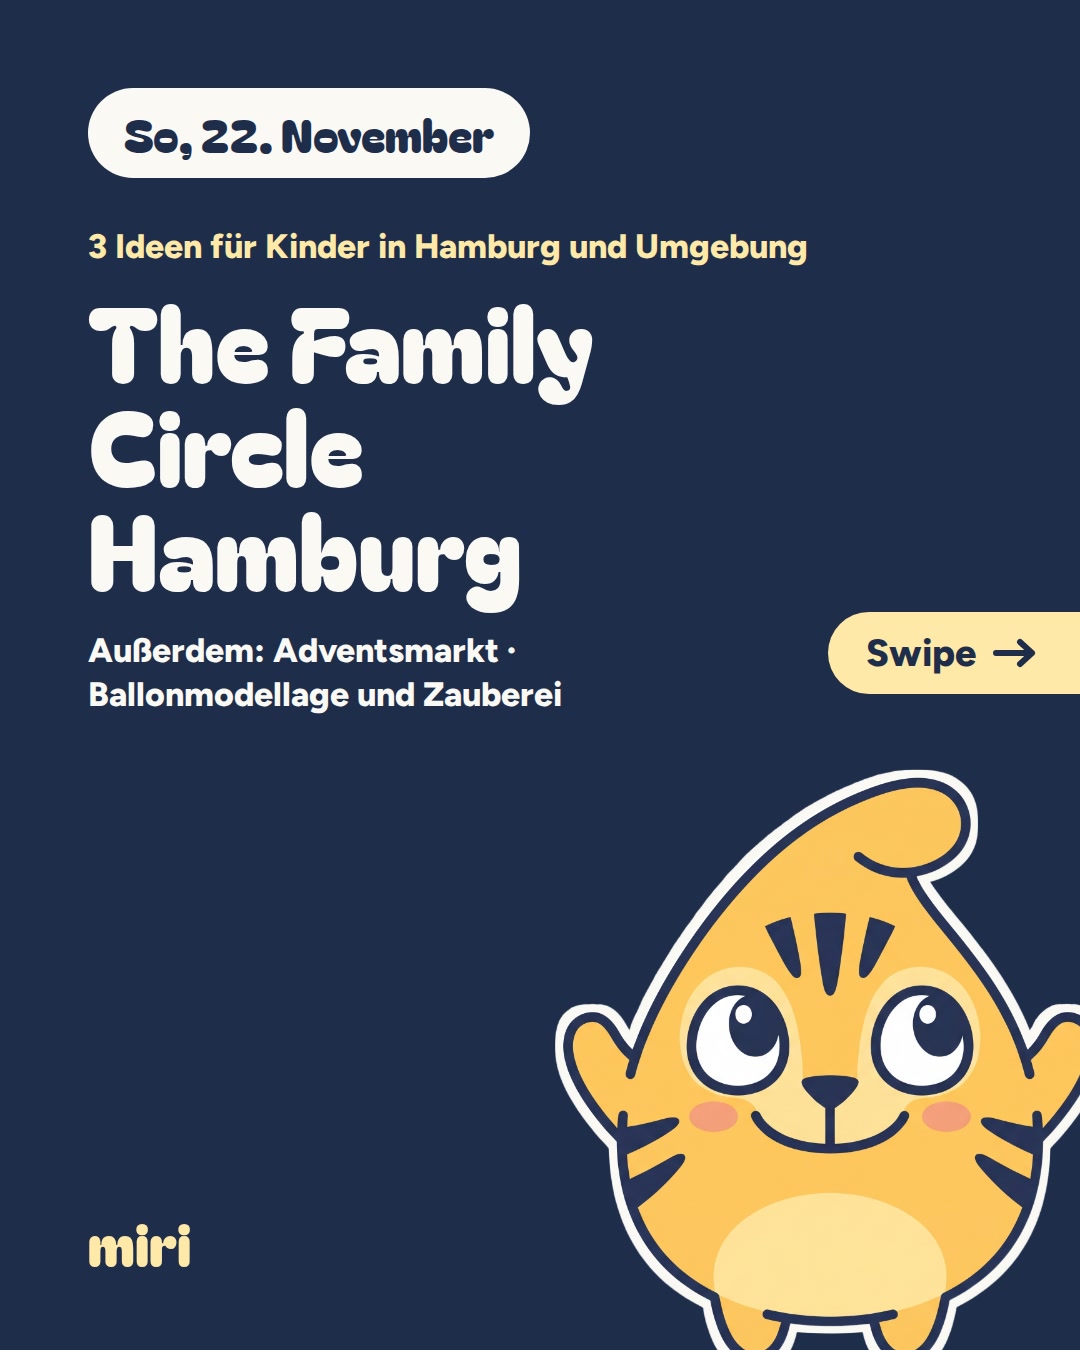 So, 22. November
3 Ideen für Kinder in Hamburg und Umgebung
The Family
Circle
Hamburg
Außerdem: Adventsmarkt ·
Ballonmodellage und Zauberei
Swipe →
miri